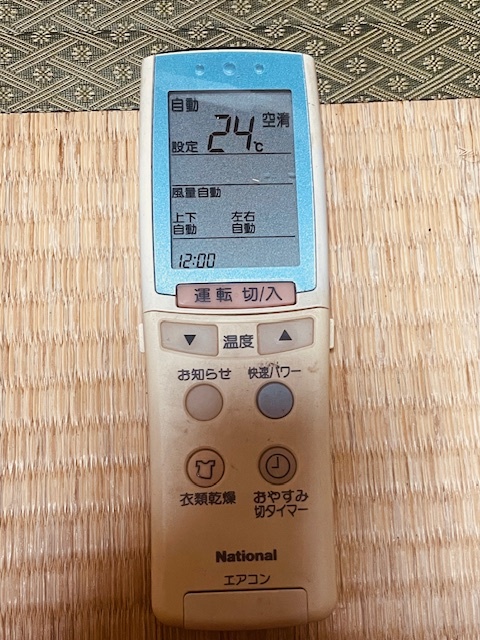 自動
24℃
空清
設定
風量自動
上下 左右
自動 自動
12:00
運転 切/入
▼ 温度 ▲
お知らせ 快速パワー
衣類乾燥 おやすみ
切タイマー
National
エアコン